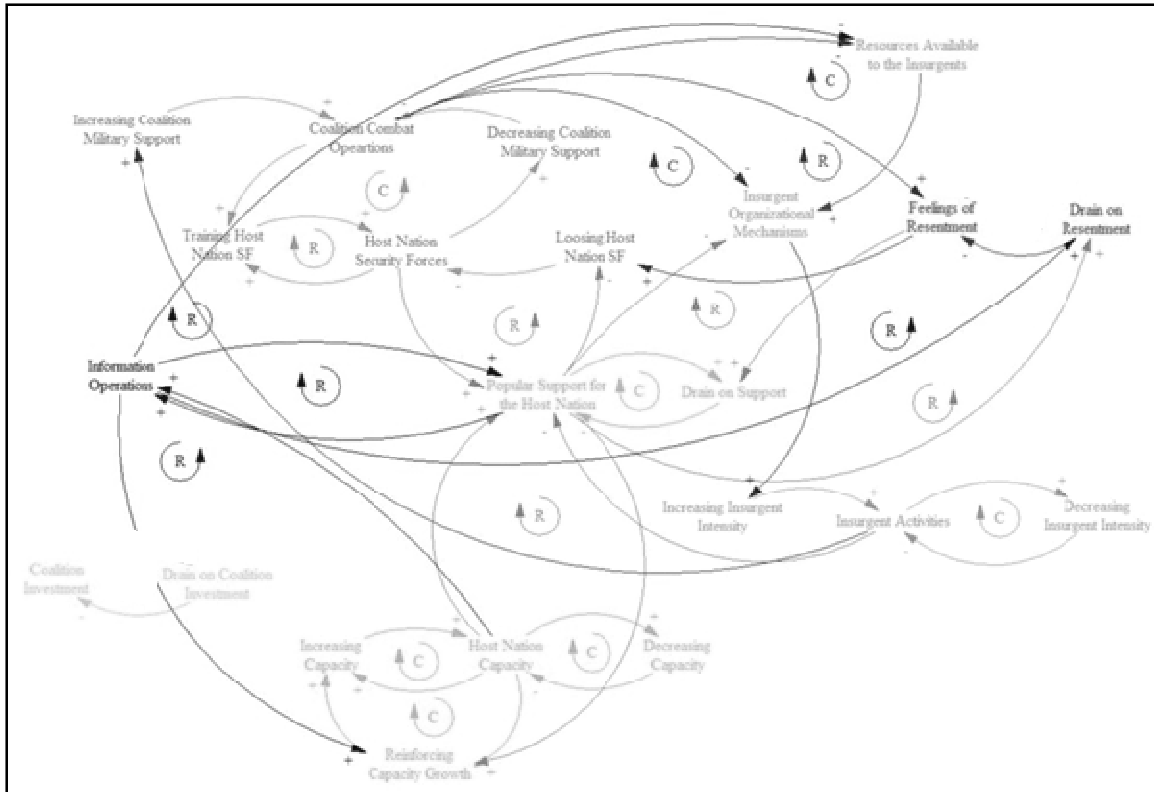 Resources Available
to the Insurgents
C
Increasing Coalition
Military Support
Coalition Combat
Opeartions
Decreasing Coalition
Military Support
C
R
C
Insurgent
Organizational
Mechanisms
Feelings of
Resentment
Drain on
Resentment
Training Host
Nation SF
R
Host Nation
Security Forces
Loosing Host
Nation SF
R
R
R
R
Information
Operations
R
Popular Support for
the Host Nation
C
Drain on Support
R
R
R
Increasing Insurgent
Intensity
Insurgent Activities
C
Decreasing
Insurgent Intensity
Coalition
Investment
Drain on Coalition
Investment
Increasing
Capacity
C
Host Nation
Capacity
C
Decreasing
Capacity
C
Reinforcing
Capacity Growth